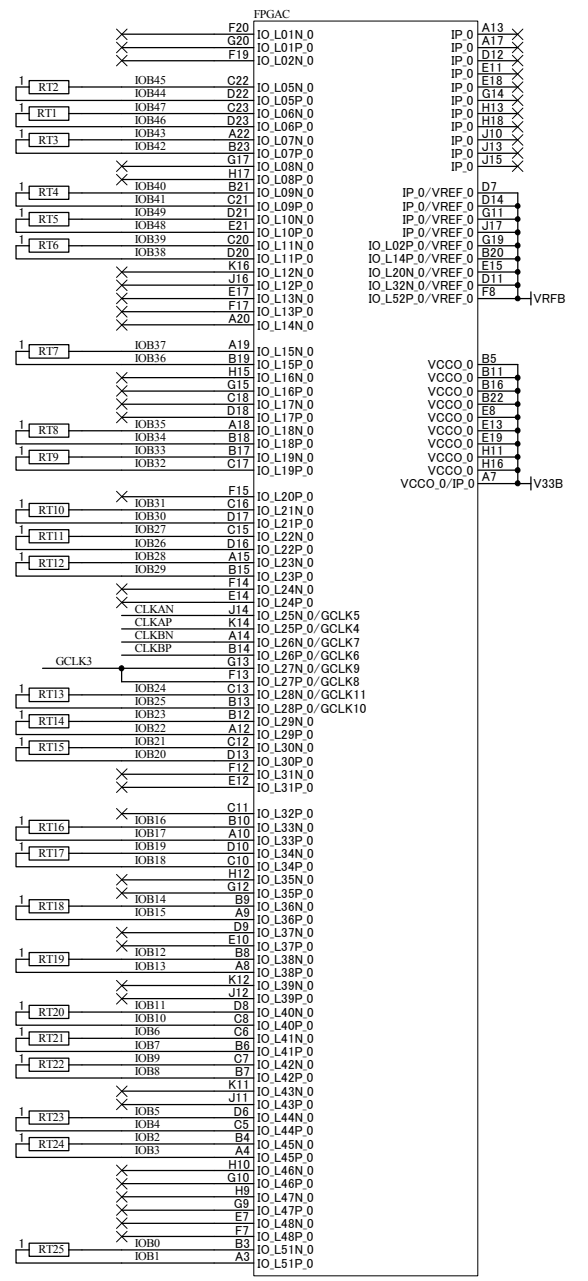 FPGAC
F20 IO_L01N_0
G20 IO_L01P_0
F19 IO_L02N_0
1 RT2 IOB45 C22 IO_L05N_0
IOB44 D22 IO_L05P_0
1 RT1 IOB47 C23 IO_L06N_0
IOB46 D23 IO_L06P_0
1 RT3 IOB43 A22 IO_L07N_0
IOB42 B23 IO_L07P_0
G17 IO_L08N_0
H17 IO_L08P_0
1 RT4 IOB40 B21 IO_L09N_0
IOB41 C21 IO_L09P_0
1 RT5 IOB49 D21 IO_L10N_0
IOB48 E21 IO_L10P_0
1 RT6 IOB39 C20 IO_L11N_0
IOB38 D20 IO_L11P_0
K16 IO_L12N_0
J16 IO_L12P_0
E17 IO_L13N_0
F17 IO_L13P_0
A20 IO_L14N_0
1 RT7 IOB37 A19 IO_L15N_0
IOB36 B19 IO_L15P_0
H15 IO_L16N_0
G15 IO_L16P_0
C18 IO_L17N_0
D18 IO_L17P_0
1 RT8 IOB35 A18 IO_L18N_0
IOB34 B18 IO_L18P_0
1 RT9 IOB33 B17 IO_L19N_0
IOB32 C17 IO_L19P_0
F15 IO_L20P_0
1 RT10 IOB31 C16 IO_L21N_0
IOB30 D17 IO_L21P_0
1 RT11 IOB27 C15 IO_L22N_0
IOB26 D16 IO_L22P_0
1 RT12 IOB28 A15 IO_L23N_0
IOB29 B15 IO_L23P_0
F14 IO_L24N_0
E14 IO_L24P_0
CLKAN J14 IO_L25N_0/GCLK5
CLKAP K14 IO_L25P_0/GCLK4
CLKBN A14 IO_L26N_0/GCLK7
CLKBP B14 IO_L26P_0/GCLK6
GCLK3 G13 IO_L27N_0/GCLK9
F13 IO_L27P_0/GCLK8
1 RT13 IOB24 C13 IO_L28N_0/GCLK11
IOB25 B13 IO_L28P_0/GCLK10
1 RT14 IOB23 B12 IO_L29N_0
IOB22 A12 IO_L29P_0
1 RT15 IOB21 C12 IO_L30N_0
IOB20 D13 IO_L30P_0
F12 IO_L31N_0
E12 IO_L31P_0
C11 IO_L32P_0
1 RT16 IOB16 B10 IO_L33N_0
IOB17 A10 IO_L33P_0
1 RT17 IOB19 D10 IO_L34N_0
IOB18 C10 IO_L34P_0
H12 IO_L35N_0
G12 IO_L35P_0
1 RT18 IOB14 B9 IO_L36N_0
IOB15 A9 IO_L36P_0
D9 IO_L37N_0
E10 IO_L37P_0
1 RT19 IOB12 B8 IO_L38N_0
IOB13 A8 IO_L38P_0
K12 IO_L39N_0
J12 IO_L39P_0
1 RT20 IOB11 D8 IO_L40N_0
IOB10 C8 IO_L40P_0
1 RT21 IOB6 C6 IO_L41N_0
IOB7 B6 IO_L41P_0
1 RT22 IOB9 C7 IO_L42N_0
IOB8 B7 IO_L42P_0
K11 IO_L43N_0
J11 IO_L43P_0
1 RT23 IOB5 D6 IO_L44N_0
IOB4 C5 IO_L44P_0
1 RT24 IOB2 B4 IO_L45N_0
IOB3 A4 IO_L45P_0
H10 IO_L46N_0
G10 IO_L46P_0
H9 IO_L47N_0
G9 IO_L47P_0
E7 IO_L48N_0
F7 IO_L48P_0
1 RT25 IOB0 B3 IO_L51N_0
IOB1 A3 IO_L51P_0
IP_0 A13
IP_0 A17
IP_0 D12
IP_0 E11
IP_0 E18
IP_0 G14
IP_0 H13
IP_0 H18
IP_0 J10
IP_0 J13
IP_0 J15
IP_0/VREF_0 D7
IP_0/VREF_0 D14
IP_0/VREF_0 G11
IP_0/VREF_0 J17
IO_L02P_0/VREF_0 G19
IO_L14P_0/VREF_0 B20
IO_L20N_0/VREF_0 E15
IO_L32N_0/VREF_0 D11
IO_L52P_0/VREF_0 F8 VRFB
VCCO_0 B5
VCCO_0 B11
VCCO_0 B16
VCCO_0 B22
VCCO_0 E8
VCCO_0 E13
VCCO_0 E19
VCCO_0 H11
VCCO_0 H16
VCCO_0/IP_0 A7 V33B